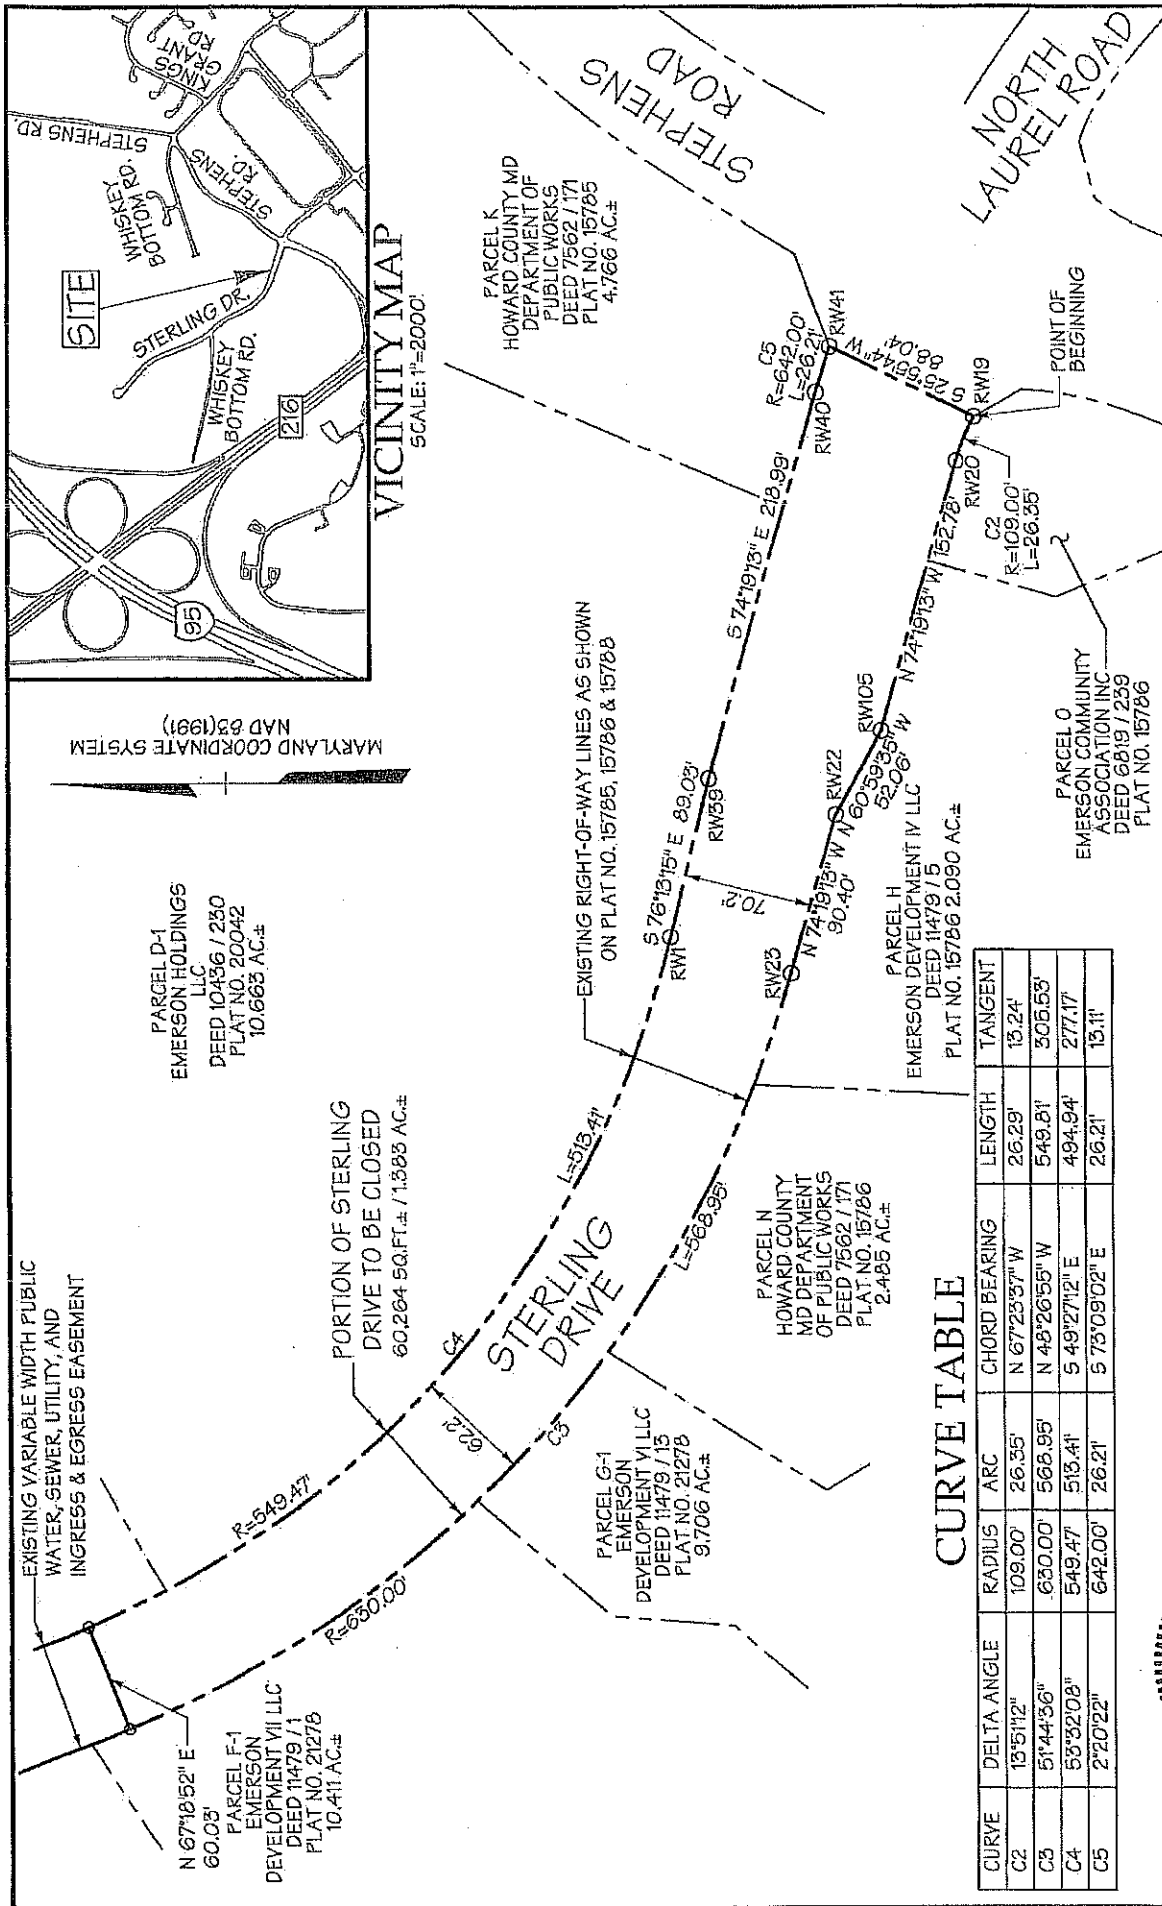 EXISTING VARIABLE WIDTH PUBLIC
WATER, SEWER, UTILITY, AND
INGRESS & EGRESS EASEMENT
PARCEL D-1
EMERSON HOLDINGS
LLC
DEED 10436 / 230
PLAT NO. 20042
10.663 AC.±
MARYLAND COORDINATE SYSTEM
NAD 83(1991)
SITE
STERLING DR.
WHISKEY
BOTTOM RD.
WHISKEY
BOTTOM RD.
STEPHENS RD.
STEPHENS
RD.
KINGS
GRANT
RD
95
216
VICINITY MAP
SCALE: 1"=2000'
PORTION OF STERLING
DRIVE TO BE CLOSED
60,264 SQ.FT.± / 1.383 AC.±
EXISTING RIGHT-OF-WAY LINES AS SHOWN
ON PLAT NO. 15785, 15786 & 15788
PARCEL K
HOWARD COUNTY MD
DEPARTMENT OF
PUBLIC WORKS
DEED 7562 / 171
PLAT NO. 15785
4.766 AC.±
STEPHENS
ROAD
NORTH
LAUREL ROAD
N 67°18'52" E
60.03'
R=549.47'
R=630.00'
C4
62.2'
C3
L=513.41'
L=568.95'
STERLING
DRIVE
RW1
S 76°13'15" E 89.03'
RW39
70.2'
S 74°19'13" E 218.99'
RW40
C5
R=642.00'
L=26.21'
RW41
S 25°55'44" W
88.04'
RW19
POINT OF
BEGINNING
RW20
C2
R=109.00'
L=26.35'
N 74°19'13" W 152.78'
RW105
N 60°59'35" W
52.06'
RW22
N 74°19'13" W
90.40'
RW23
PARCEL F-1
EMERSON
DEVELOPMENT VII LLC
DEED 11479 / 1
PLAT NO. 21278
10.411 AC.±
PARCEL G-1
EMERSON
DEVELOPMENT VI LLC
DEED 11479 / 13
PLAT NO. 21278
9.706 AC.±
PARCEL N
HOWARD COUNTY
MD DEPARTMENT
OF PUBLIC WORKS
DEED 7562 / 171
PLAT NO. 15786
2.485 AC.±
PARCEL H
EMERSON DEVELOPMENT IV LLC
DEED 11479 / 5
PLAT NO. 15786 2.090 AC.±
PARCEL O
EMERSON COMMUNITY
ASSOCIATION INC
DEED 6819 / 239
PLAT NO. 15786
CURVE TABLE
CURVE DELTA ANGLE RADIUS ARC CHORD BEARING LENGTH TANGENT
C2 13°51'12" 109.00' 26.35' N 67°23'37" W 26.29' 13.24'
C3 51°44'36" 630.00' 568.95' N 48°26'55" W 549.81' 305.53'
C4 53°32'08" 549.47' 513.41' S 49°27'12" E 494.94' 277.17'
C5 2°20'22" 642.00' 26.21' S 73°09'02" E 26.21' 13.11'